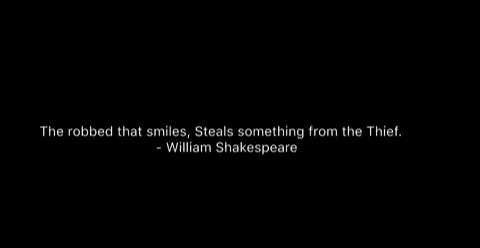 The robbed that smiles, Steals something from the Thief.
- William Shakespeare